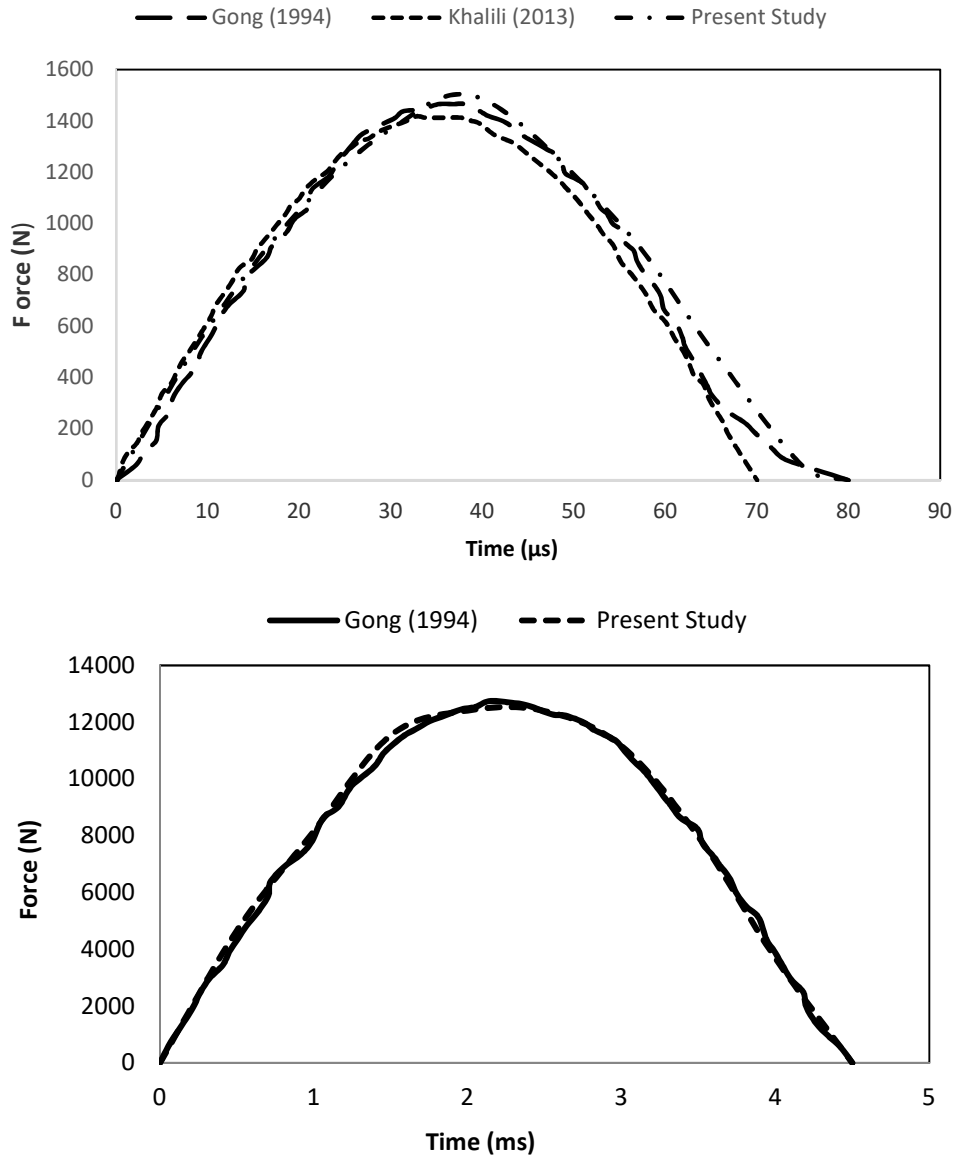 Gong (1994) Khalili (2013) Present Study
1600
1400
1200
1000
800
600
400
200
0
F orce (N)
0 10 20 30 40 50 60 70 80 90
Time (µs)
Gong (1994) Present Study
14000
12000
10000
8000
6000
4000
2000
0
Force (N)
0 1 2 3 4 5
Time (ms)